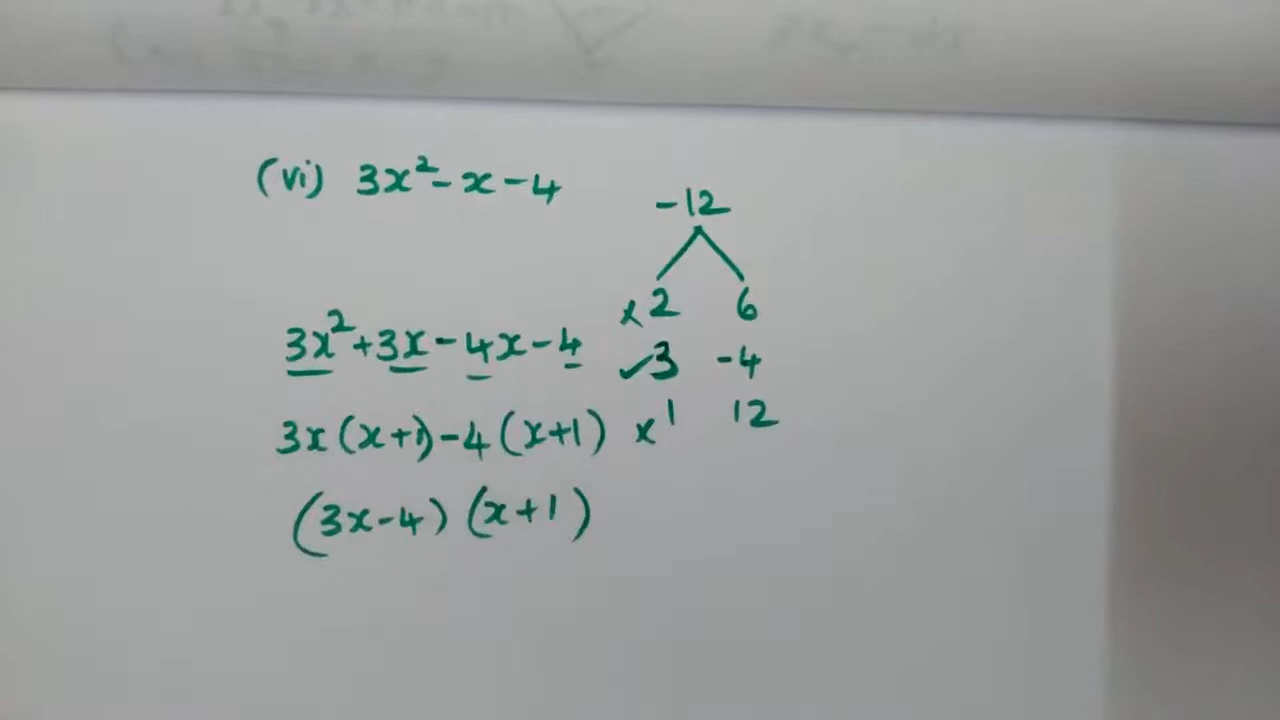 (vi) 3x² - x - 4
-12
2 6
3x² + 3x - 4x - 4
✓3 -4
3x(x+1) - 4(x+1)
x 1 12
(3x-4)(x+1)